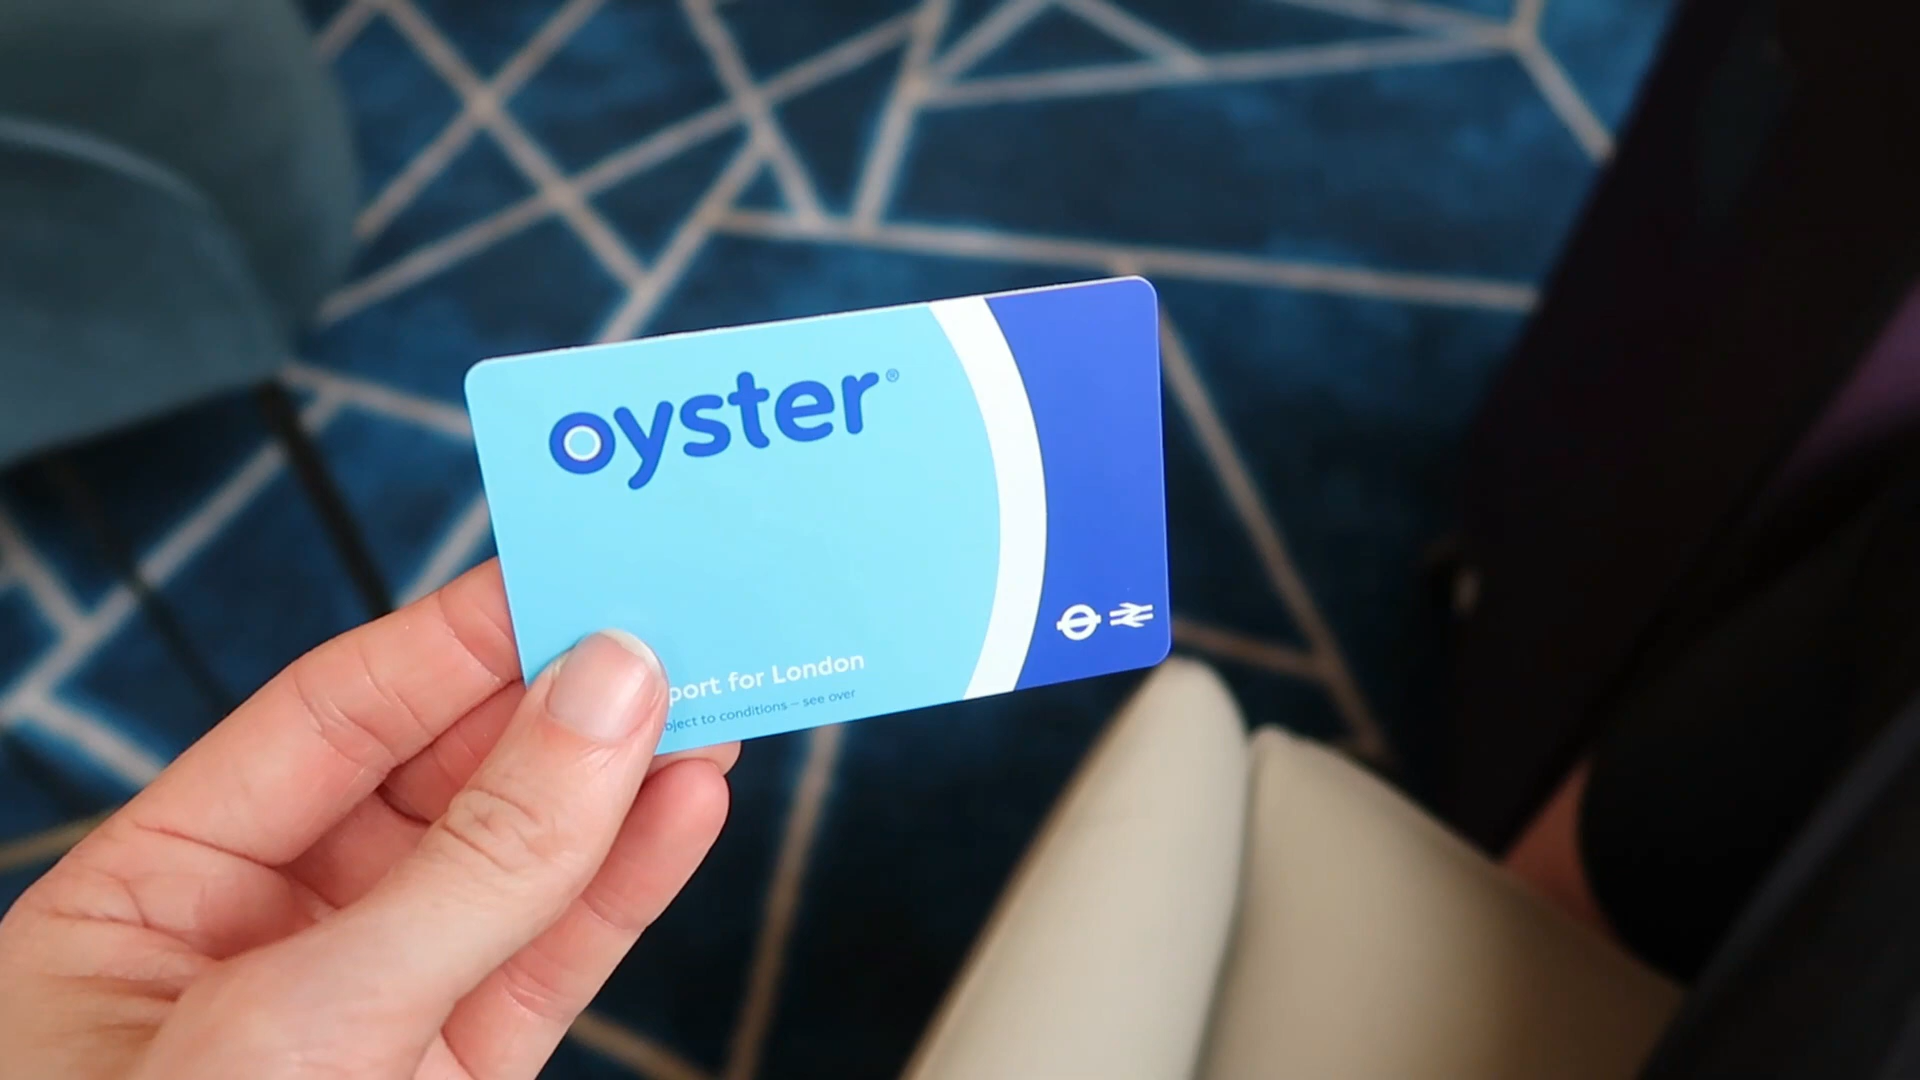 oyster®
port for London
bject to conditions – see over